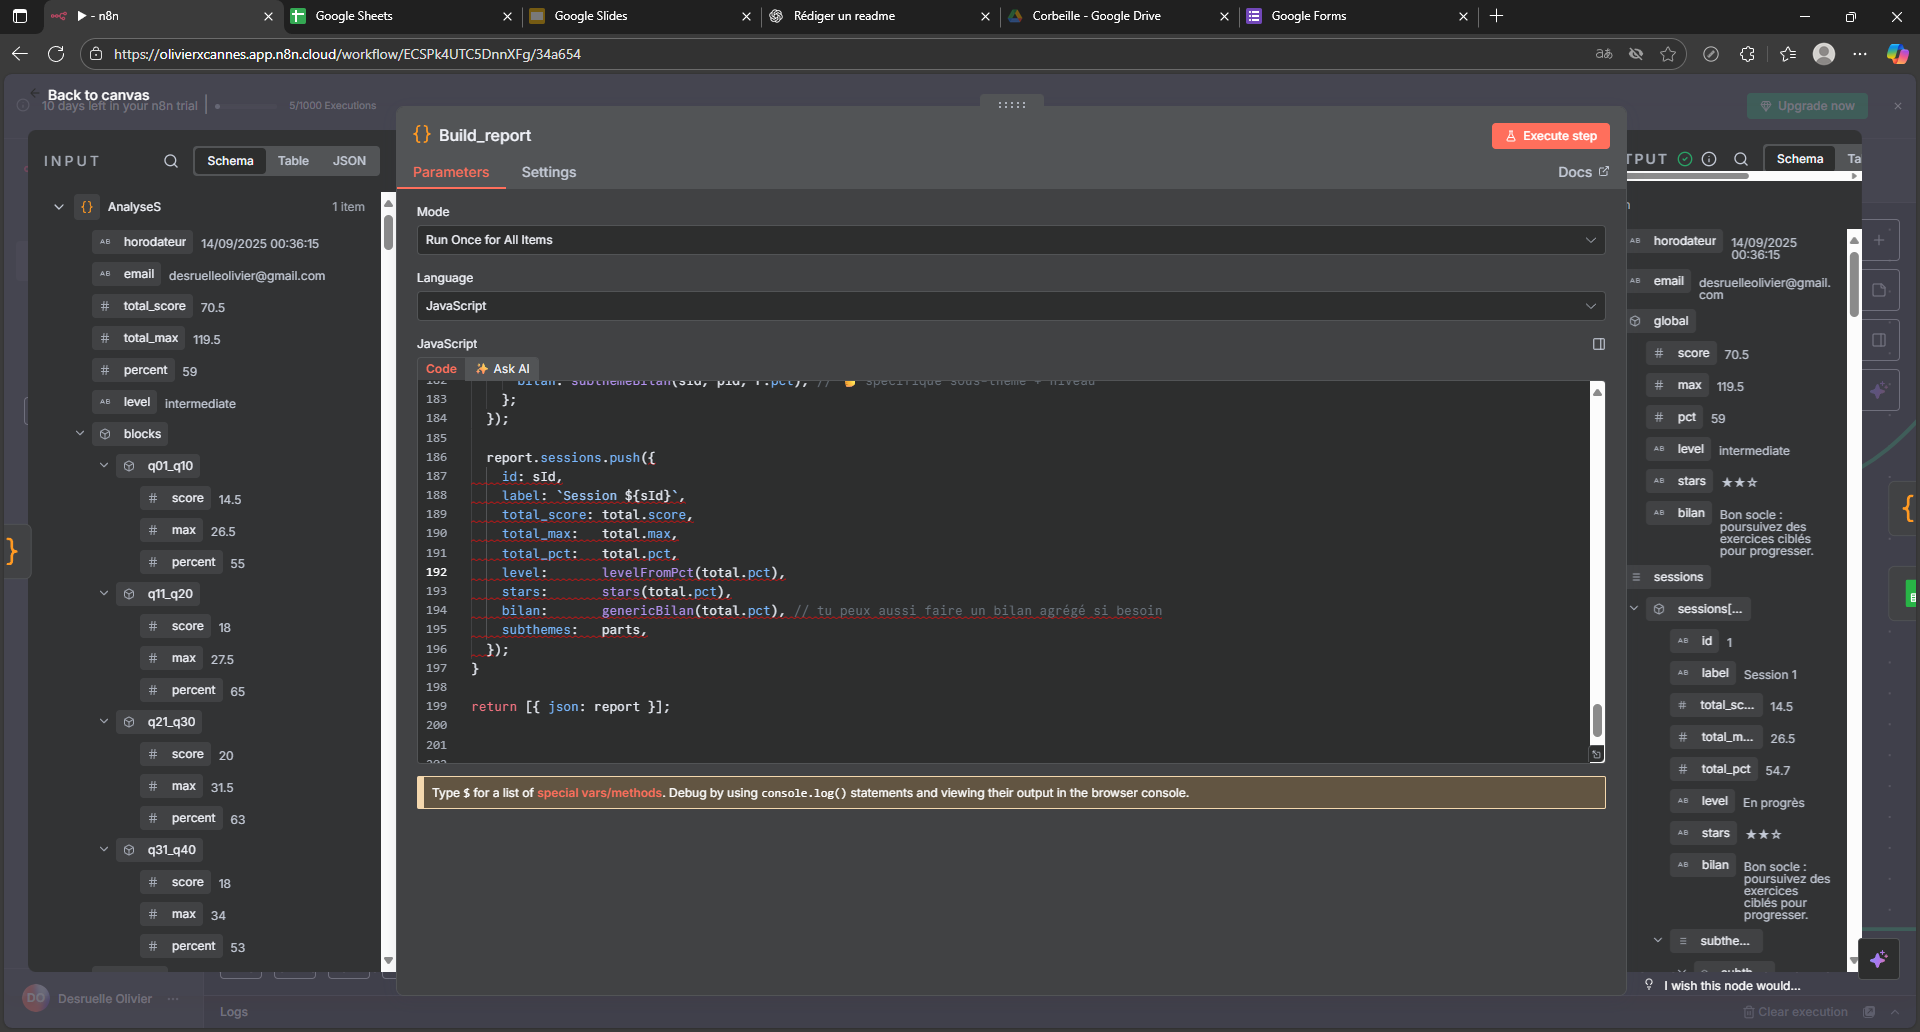 ▶ - n8n
Google Sheets
Google Slides
Rédiger un readme
Corbeille - Google Drive
Google Forms
https://olivierxcannes.app.n8n.cloud/workflow/ECSPk4UTC5DnnXFg/34a654
Back to canvas
10 days left in your n8n trial
5/1000 Executions
Upgrade now
INPUT
Schema
Table
JSON
AnalyseS
1 item
horodateur 14/09/2025 00:36:15
email desruelleolivier@gmail.com
total_score 70.5
total_max 119.5
percent 59
level intermediate
blocks
q01_q10
score 14.5
max 26.5
percent 55
q11_q20
score 18
max 27.5
percent 65
q21_q30
score 20
max 31.5
percent 63
q31_q40
score 18
max 34
percent 53
Desruelle Olivier
Logs
Build_report
Execute step
Parameters
Settings
Docs
Mode
Run Once for All Items
Language
JavaScript
JavaScript
Code
Ask AI
183 };
184 });
185
186 report.sessions.push({
187 id: sId,
188 label: `Session ${sId}`,
189 total_score: total.score,
190 total_max: total.max,
191 total_pct: total.pct,
192 level: levelFromPct(total.pct),
193 stars: stars(total.pct),
194 bilan: genericBilan(total.pct), // tu peux aussi faire un bilan agrégé si besoin
195 subthemes: parts,
196 });
197 }
198
199 return [{ json: report }];
200
201
Type $ for a list of special vars/methods. Debug by using console.log() statements and viewing their output in the browser console.
TPUT
Schema
Ta
horodateur 14/09/2025
00:36:15
email desruelleolivier@gmail.
com
global
score 70.5
max 119.5
pct 59
level intermediate
stars ★★☆
bilan Bon socle :
poursuivez des
exercices ciblés
pour progresser.
sessions
sessions[...
id 1
label Session 1
total_sc... 14.5
total_m... 26.5
total_pct 54.7
level En progrès
stars ★★☆
bilan Bon socle :
poursuivez des
exercices
ciblés pour
progresser.
subthe...
I wish this node would...
Clear execution